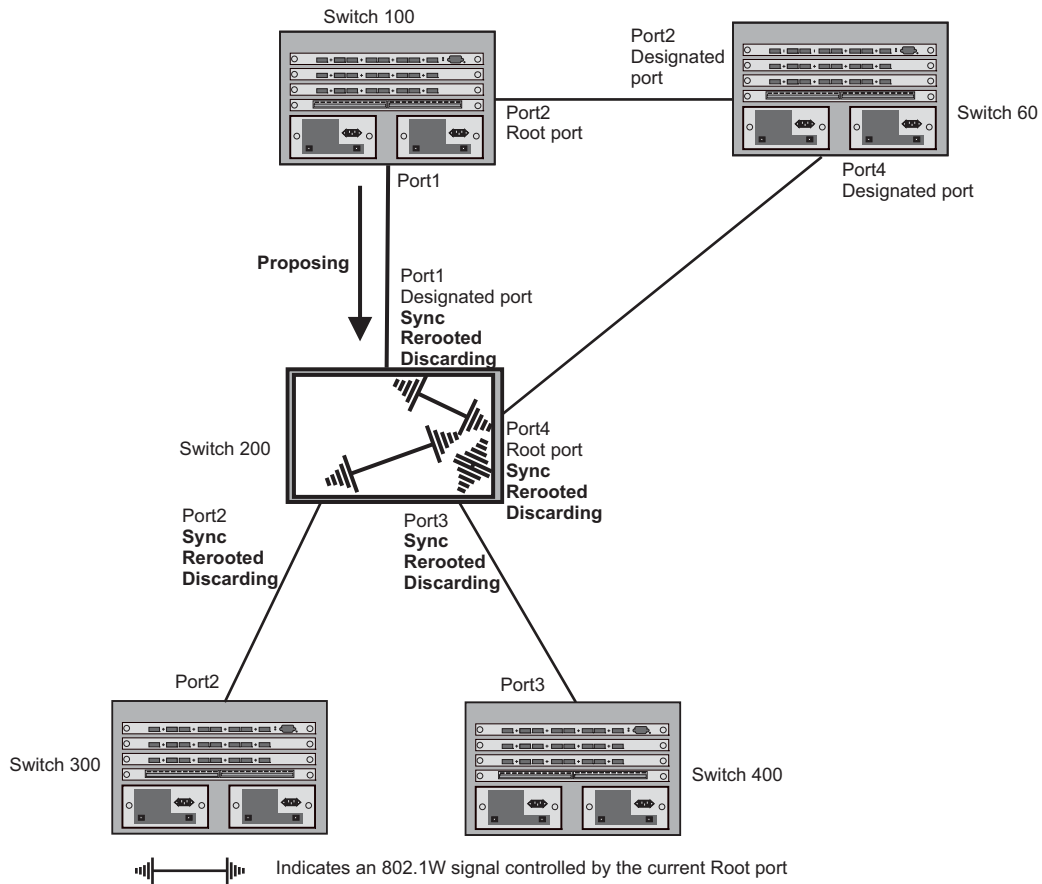 Switch 100
Port2
Designated
port
Port2
Root port
Switch 60
Port1
Port4
Designated port
Proposing
Port1
Designated port
Sync
Rerooted
Discarding
Switch 200
Port4
Root port
Sync
Rerooted
Discarding
Port2
Sync
Rerooted
Discarding
Port3
Sync
Rerooted
Discarding
Port2
Port3
Switch 300
Switch 400
Indicates an 802.1W signal controlled by the current Root port